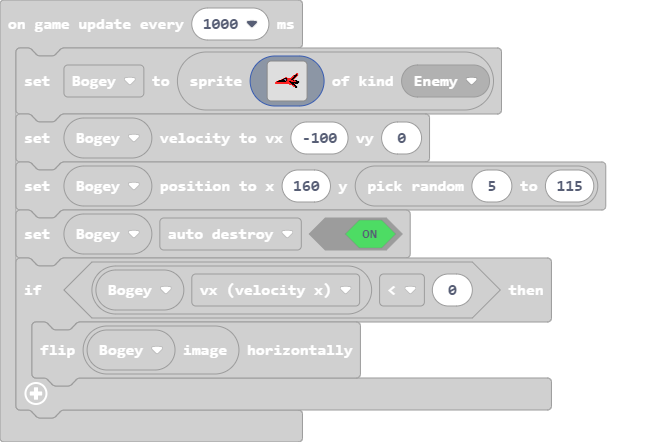 on game update every 1000 ms
set Bogey to sprite of kind Enemy
set Bogey velocity to vx -100 vy 0
set Bogey position to x 160 y pick random 5 to 115
set Bogey auto destroy ON
if Bogey vx (velocity x) < 0 then
flip Bogey image horizontally